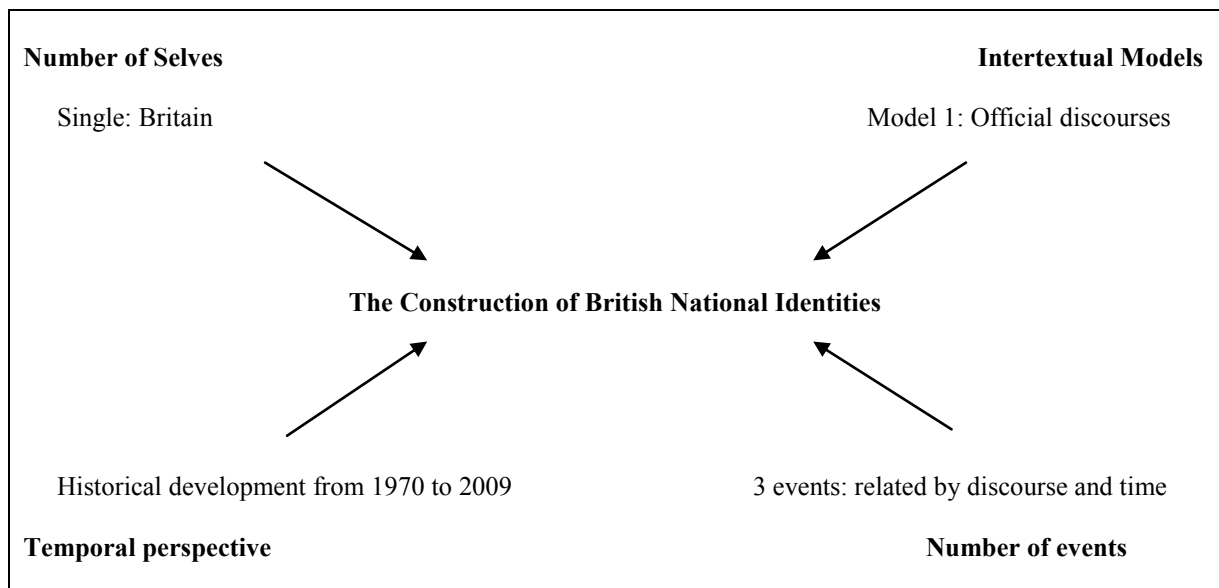 Number of Selves
Intertextual Models
Single: Britain
Model 1: Official discourses
The Construction of British National Identities
Historical development from 1970 to 2009
3 events: related by discourse and time
Temporal perspective
Number of events